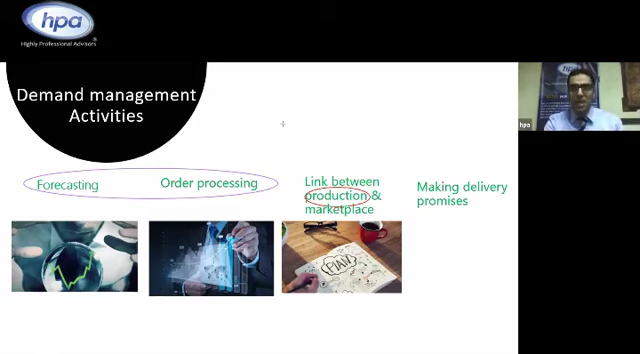 hpa
Highly Professional Advisors
Demand management
Activities
Forecasting
Order processing
Link between
production &
marketplace
Making delivery
promises
PLAN
hpa
hpa